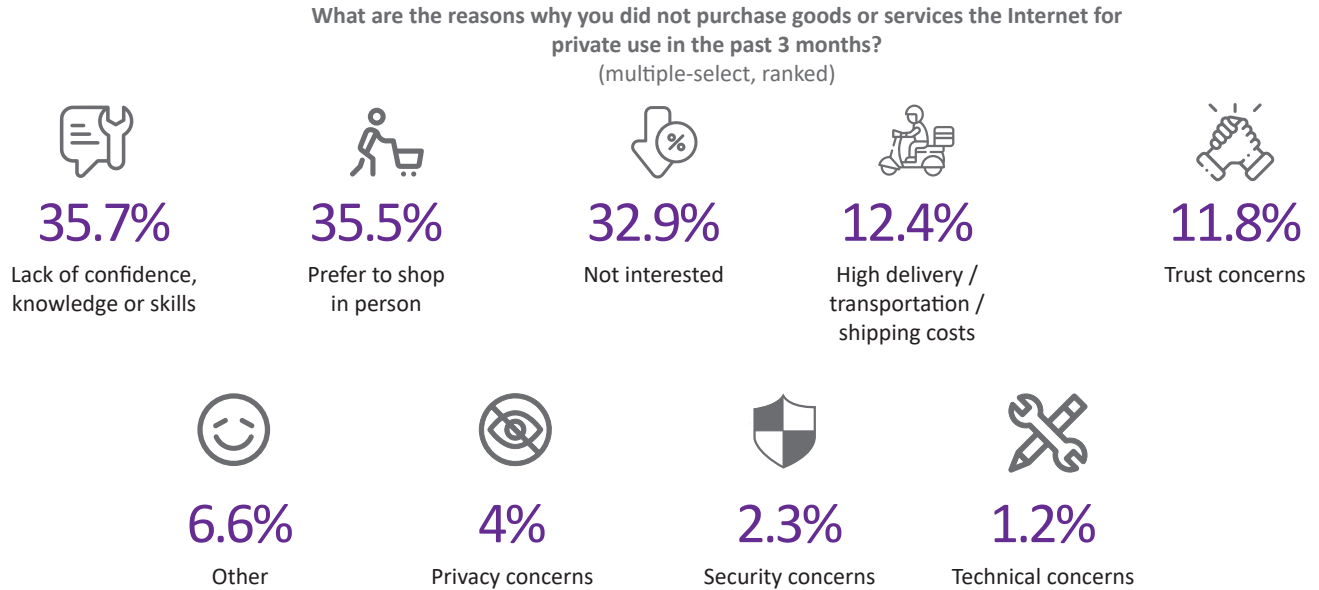 What are the reasons why you did not purchase goods or services the Internet for
private use in the past 3 months?
(multiple-select, ranked)
%
35.7%
Lack of confidence,
knowledge or skills
35.5%
Prefer to shop
in person
32.9%
Not interested
12.4%
High delivery /
transportation /
shipping costs
11.8%
Trust concerns
6.6%
Other
4%
Privacy concerns
2.3%
Security concerns
1.2%
Technical concerns